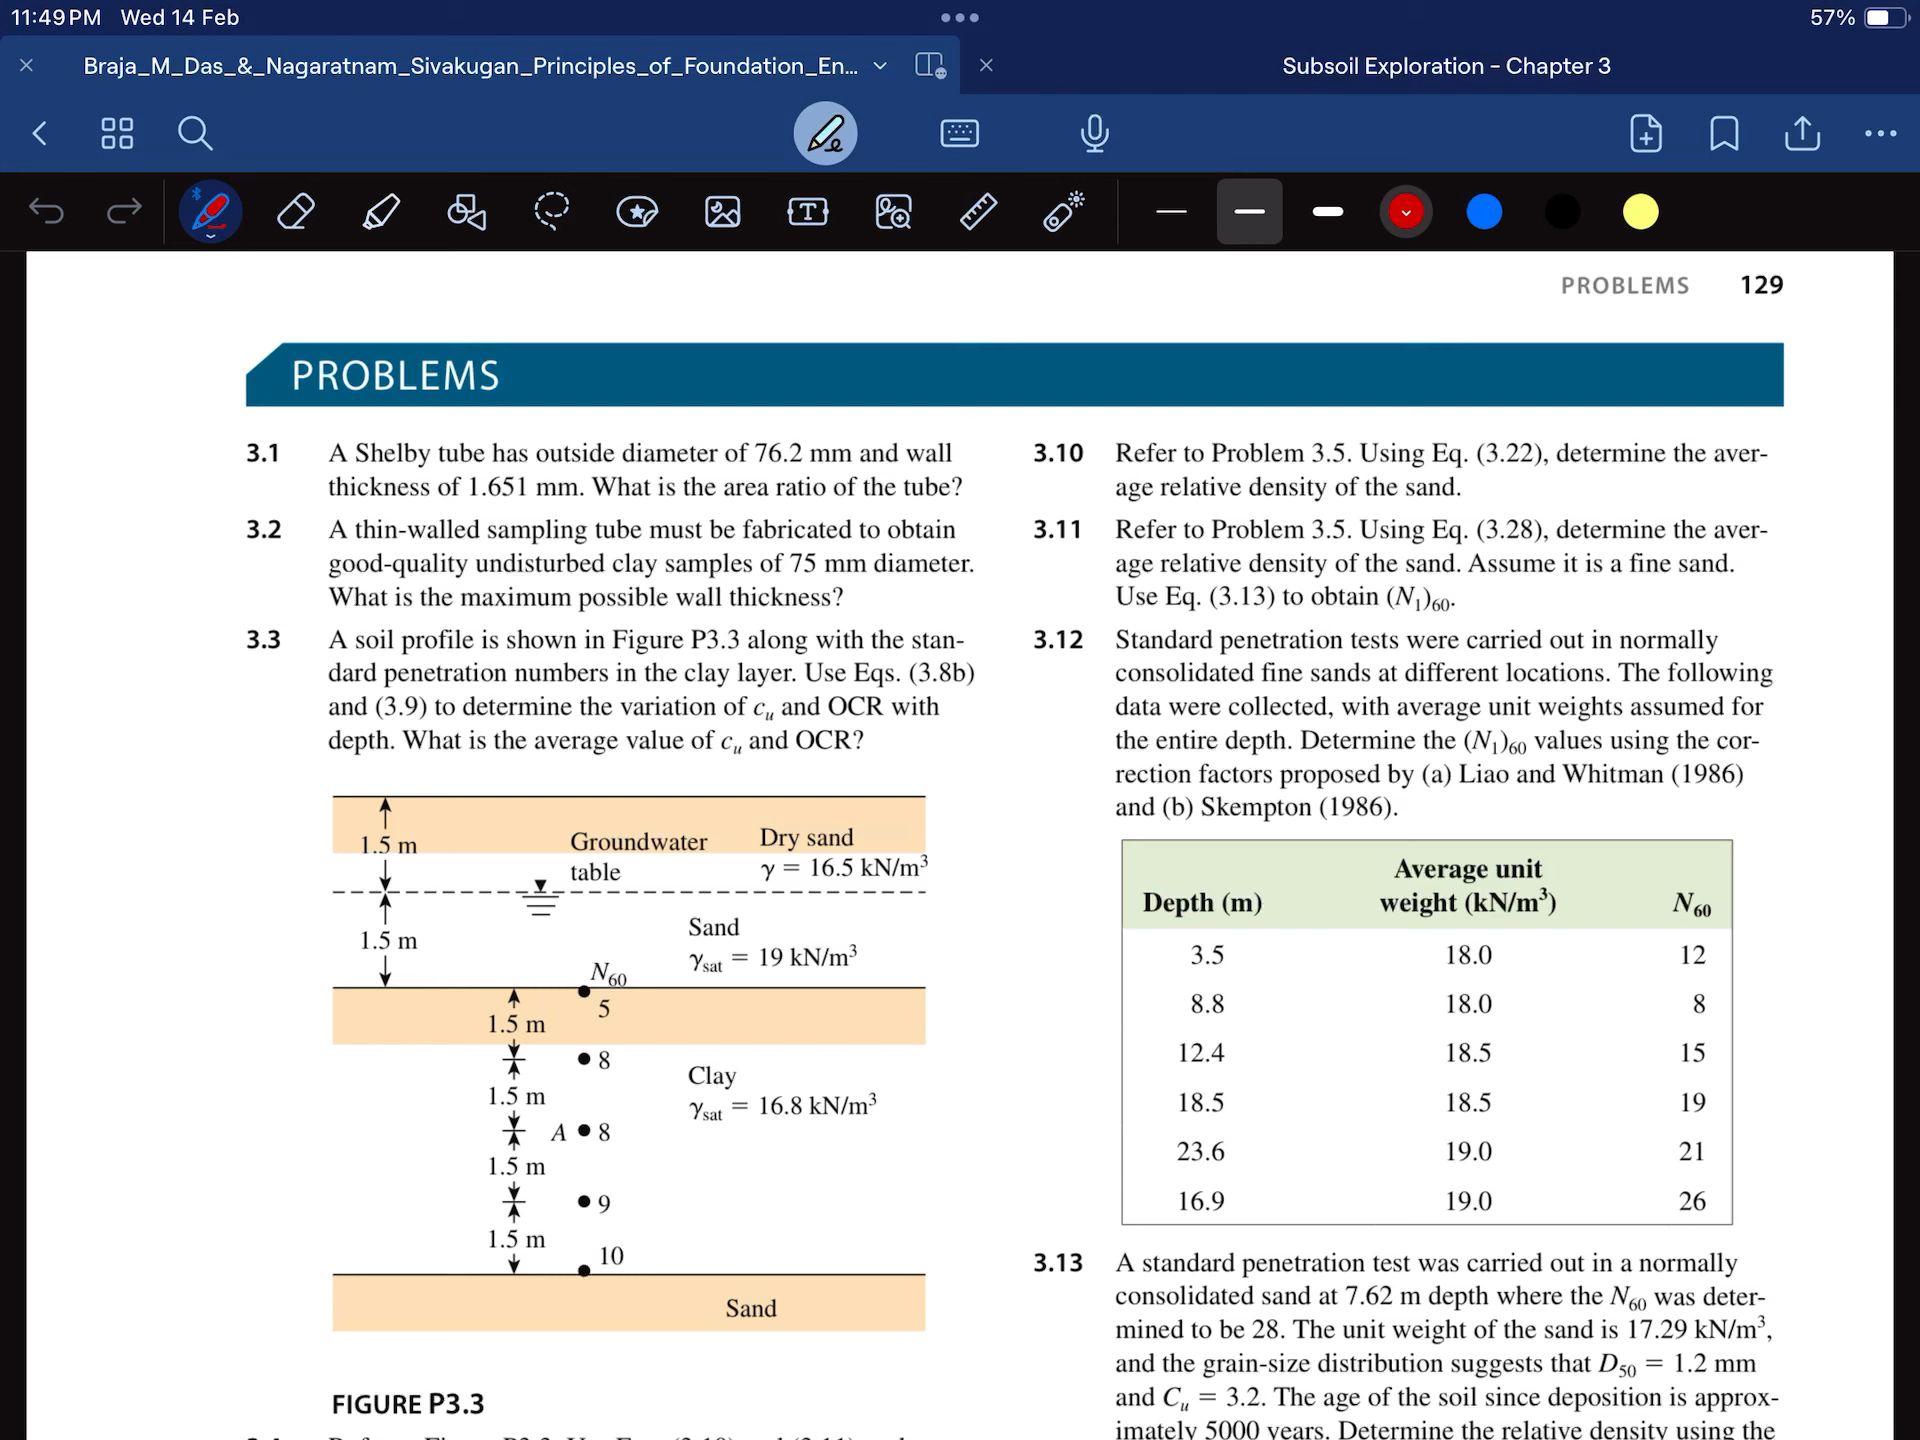 11:49 PM Wed 14 Feb
57%
Braja_M_Das_&_Nagaratnam_Sivakugan_Principles_of_Foundation_En...
Subsoil Exploration – Chapter 3
PROBLEMS 129
PROBLEMS
3.1 A Shelby tube has outside diameter of 76.2 mm and wall
thickness of 1.651 mm. What is the area ratio of the tube?
3.2 A thin-walled sampling tube must be fabricated to obtain
good-quality undisturbed clay samples of 75 mm diameter.
What is the maximum possible wall thickness?
3.3 A soil profile is shown in Figure P3.3 along with the stan-
dard penetration numbers in the clay layer. Use Eqs. (3.8b)
and (3.9) to determine the variation of cu and OCR with
depth. What is the average value of cu and OCR?
1.5 m
Groundwater
table
Dry sand
γ = 16.5 kN/m³
1.5 m
Sand
γsat = 19 kN/m³
N60
5
1.5 m
8
1.5 m
Clay
γsat = 16.8 kN/m³
A 8
1.5 m
9
1.5 m
10
Sand
FIGURE P3.3
3.10 Refer to Problem 3.5. Using Eq. (3.22), determine the aver-
age relative density of the sand.
3.11 Refer to Problem 3.5. Using Eq. (3.28), determine the aver-
age relative density of the sand. Assume it is a fine sand.
Use Eq. (3.13) to obtain (N1)60.
3.12 Standard penetration tests were carried out in normally
consolidated fine sands at different locations. The following
data were collected, with average unit weights assumed for
the entire depth. Determine the (N1)60 values using the cor-
rection factors proposed by (a) Liao and Whitman (1986)
and (b) Skempton (1986).
Average unit
Depth (m) weight (kN/m³) N60
3.5 18.0 12
8.8 18.0 8
12.4 18.5 15
18.5 18.5 19
23.6 19.0 21
16.9 19.0 26
3.13 A standard penetration test was carried out in a normally
consolidated sand at 7.62 m depth where the N60 was deter-
mined to be 28. The unit weight of the sand is 17.29 kN/m³,
and the grain-size distribution suggests that D50 = 1.2 mm
and Cu = 3.2. The age of the soil since deposition is approx-
imately 5000 years. Determine the relative density using the